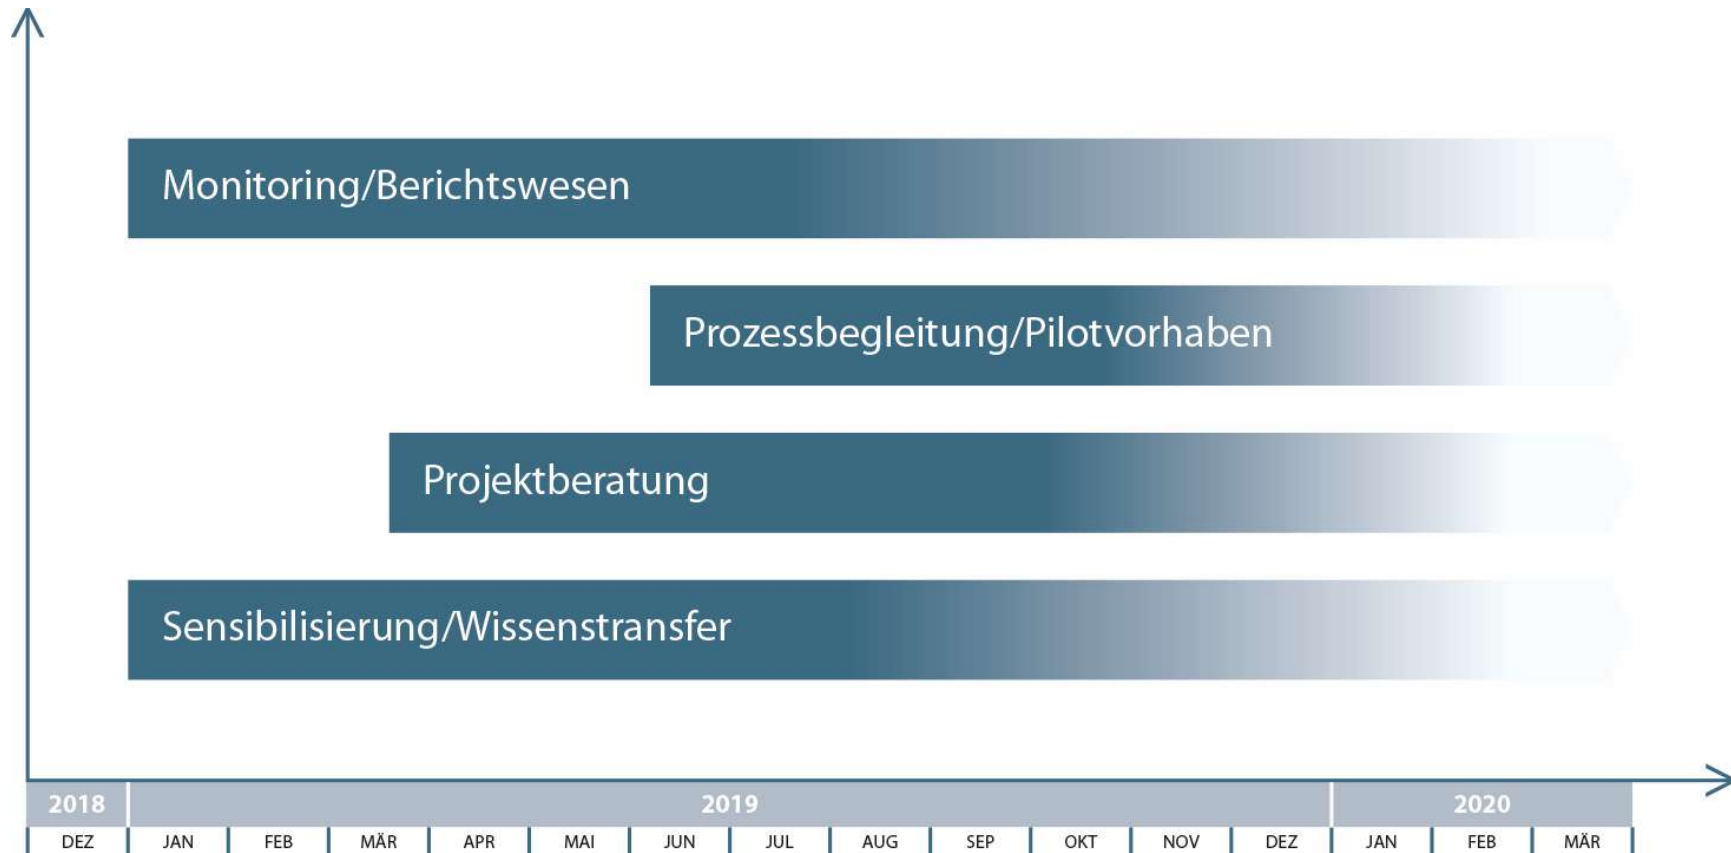 Monitoring/Berichtswesen
Prozessbegleitung/Pilotvorhaben
Projektberatung
Sensibilisierung/Wissenstransfer
2018 2019 2020
DEZ JAN FEB MÄR APR MAI JUN JUL AUG SEP OKT NOV DEZ JAN FEB MÄR